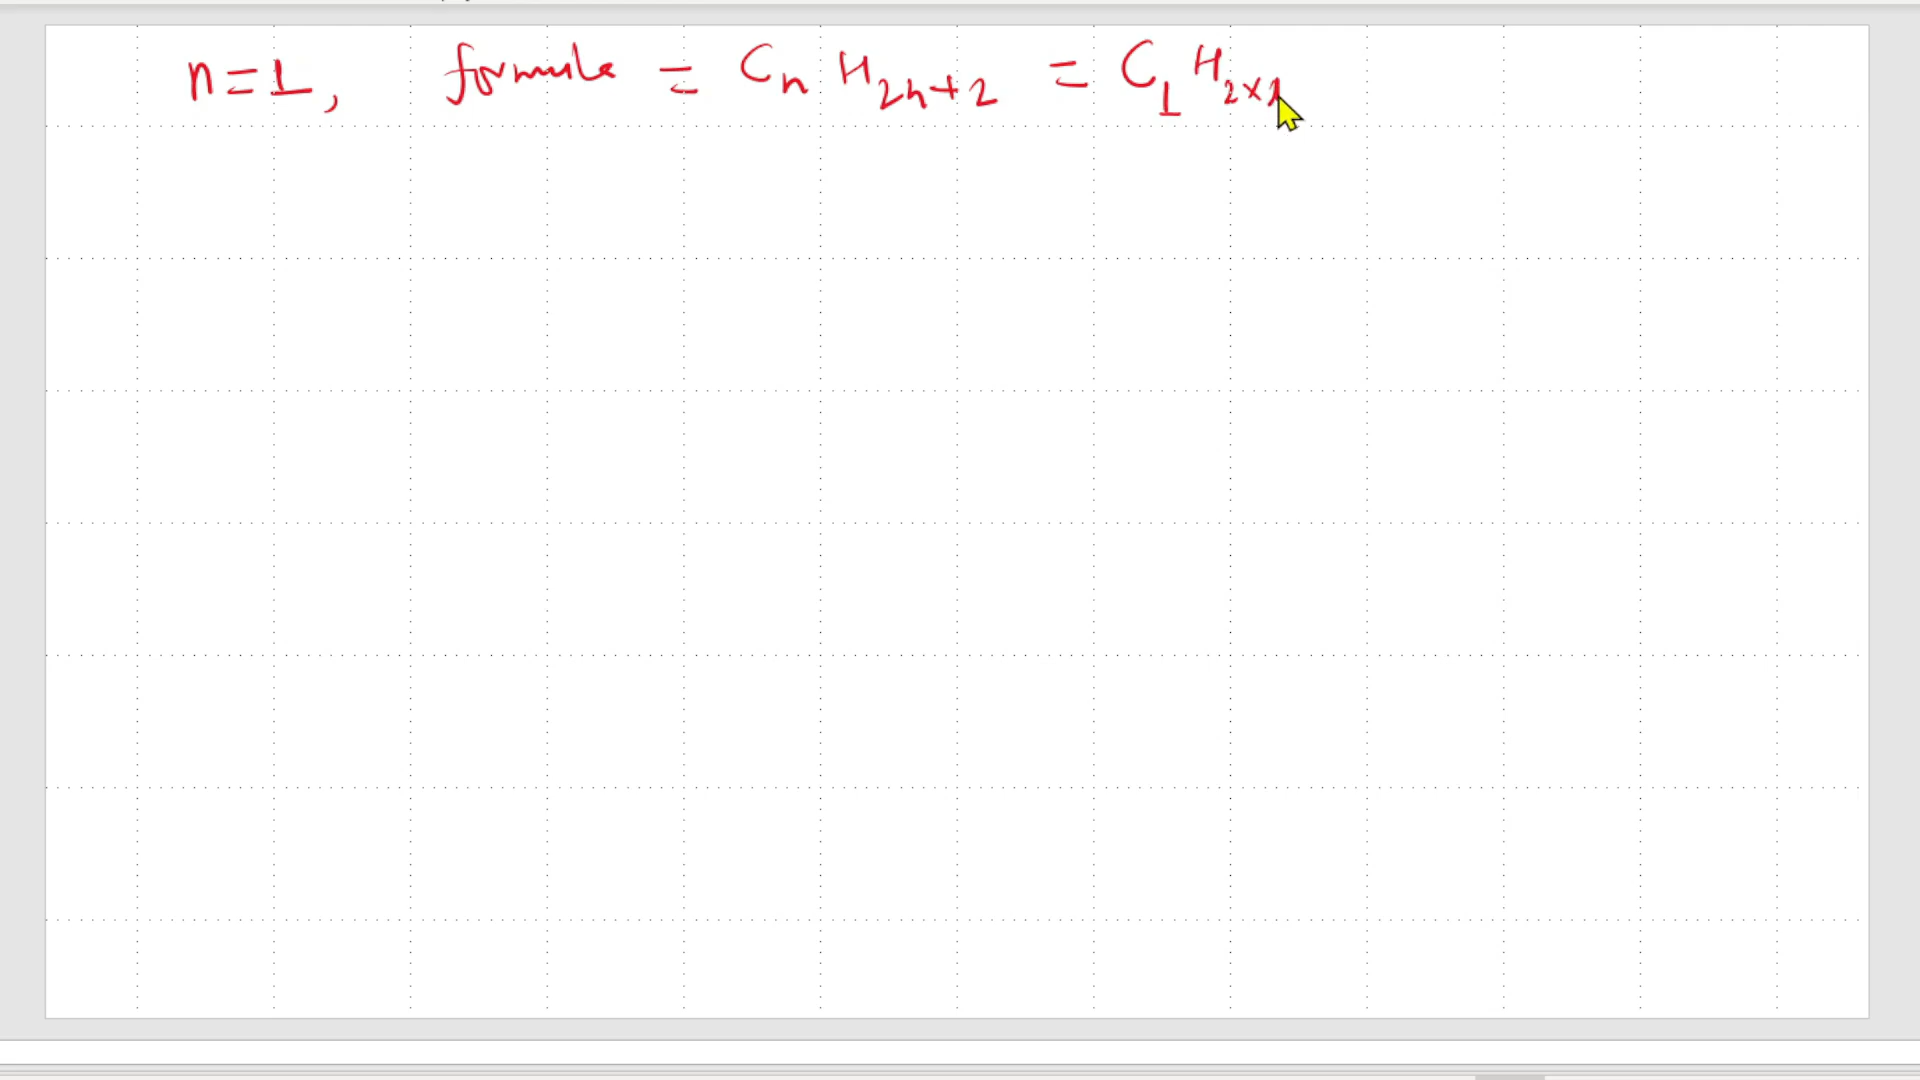 n=1, formula = CnH2n+2 = C1H2×1